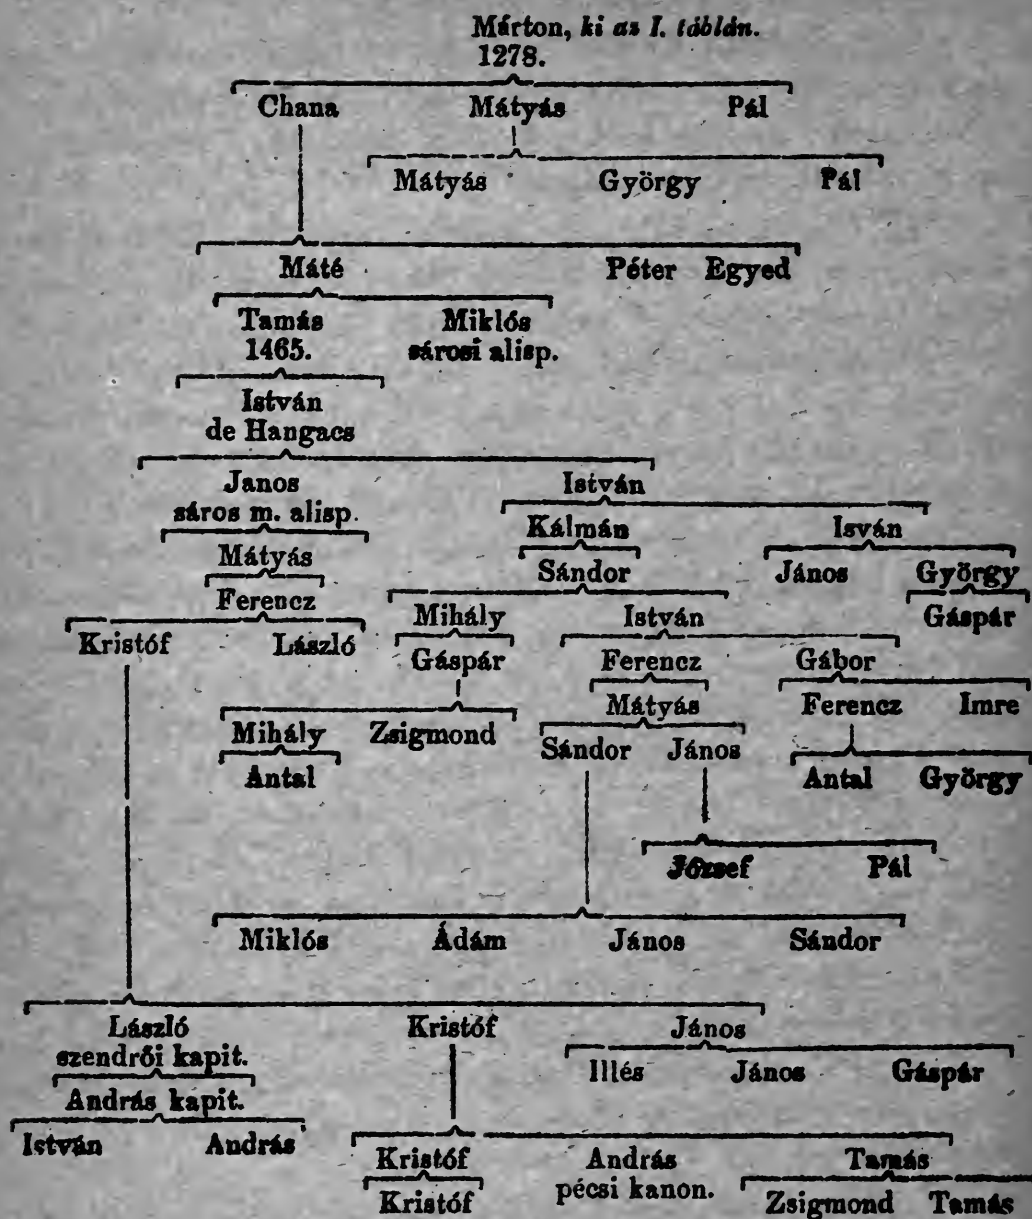 Márton, ki az I. táblán.
1278.
Chana Mátyás Pál
Mátyás György Pál
Máté Péter Egyed
Tamás Miklós
1465. sárosi alisp.
István
de Hangacs
Janos István
sáros m. alisp. Kálmán Isván
Mátyás Sándor János György
Ferencz Mihály István Gáspár
Kristóf László Gáspár Ferencz Gábor
Mátyás Ferencz Imre
Mihály Zsigmond Sándor János
Antal Antal György
József Pál
Miklós Ádám János Sándor
László Kristóf János
szendrői kapit. Illés János Gáspár
András kapit.
István András Kristóf András Tamás
Kristóf pécsi kanon. Zsigmond Tamás